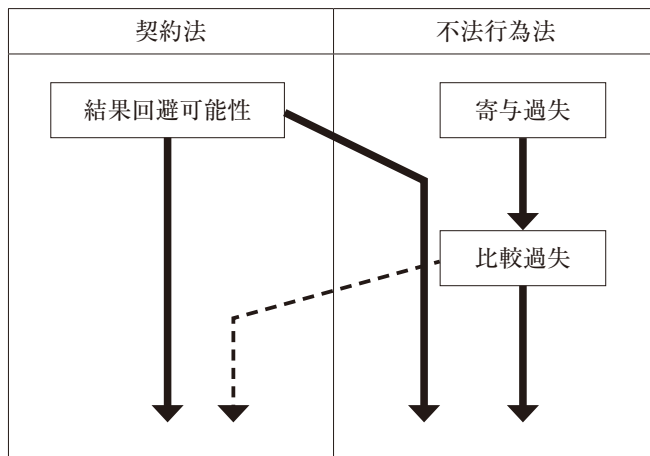 契約法
不法行為法
結果回避可能性
寄与過失
比較過失